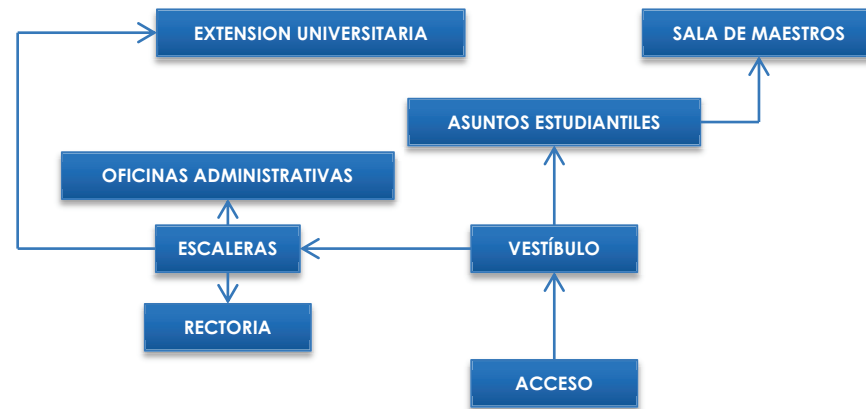 EXTENSION UNIVERSITARIA
SALA DE MAESTROS
ASUNTOS ESTUDIANTILES
OFICINAS ADMINISTRATIVAS
ESCALERAS
VESTÍBULO
RECTORIA
ACCESO